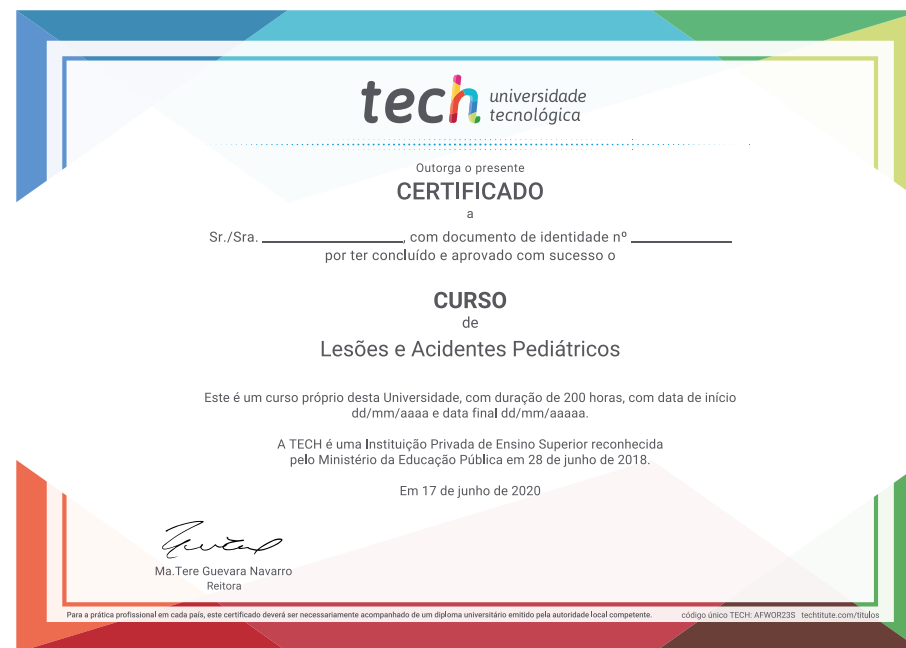 tech universidade
tecnológica
Outorga o presente
CERTIFICADO
a
Sr./Sra. ____________, com documento de identidade nº _________
por ter concluído e aprovado com sucesso o
CURSO
de
Lesões e Acidentes Pediátricos
Este é um curso próprio desta Universidade, com duração de 200 horas, com data de início
dd/mm/aaaa e data final dd/mm/aaaaa.
A TECH é uma Instituição Privada de Ensino Superior reconhecida
pelo Ministério da Educação Pública em 28 de junho de 2018.
Em 17 de junho de 2020
Ma.Tere Guevara Navarro
Reitora
Para a prática profissional em cada país, este certificado deverá ser necessariamente acompanhado de um diploma universitário emitido pela autoridade local competente. código único TECH: AFWOR23S techtitute.com/titulos